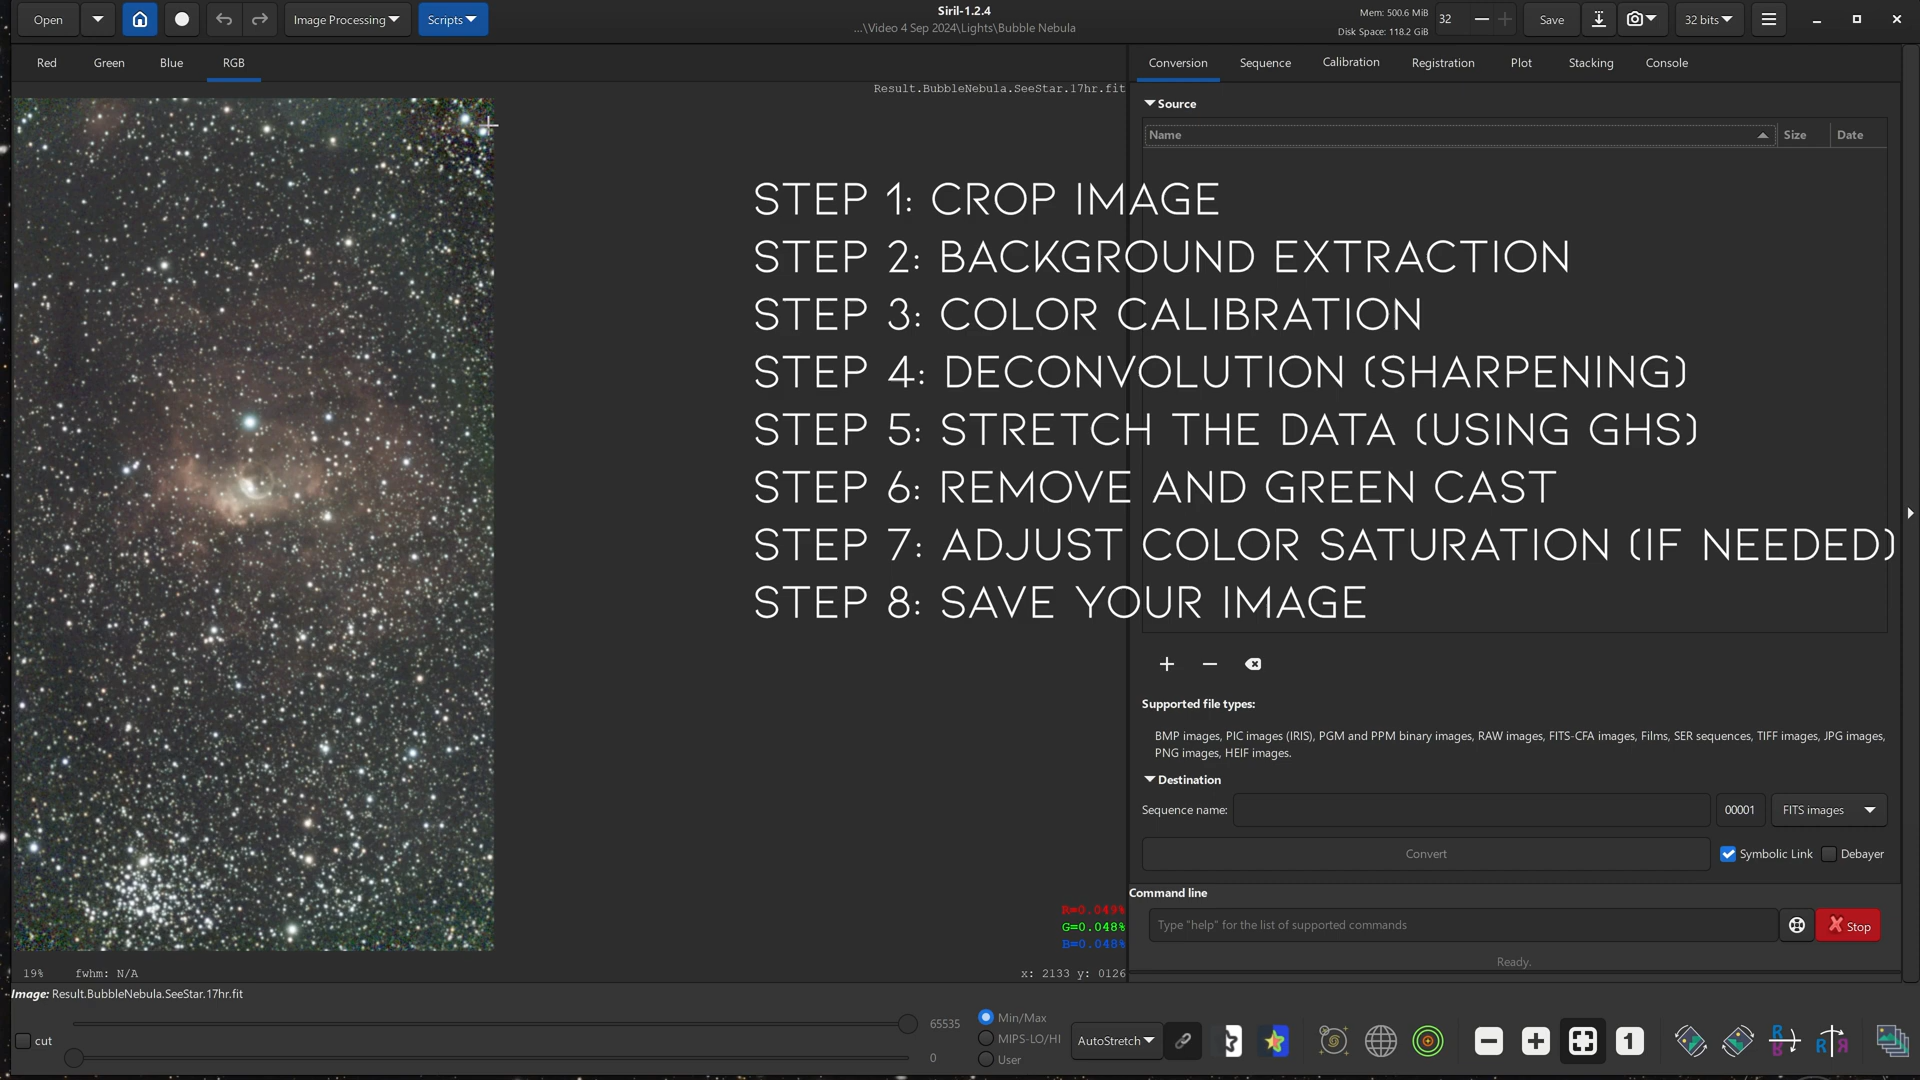 Open
Image Processing
Scripts
Siril-1.2.4
...\Video 4 Sep 2024\Lights\Bubble Nebula
Mem: 500.6 MiB
Disk Space: 118.2 GiB
32
Save
32 bits
Red Green Blue RGB
Conversion Sequence Calibration Registration Plot Stacking Console
Result.BubbleNebula.SeeStar.17hr.fit
Source
Name Size Date
STEP 1: CROP IMAGE
STEP 2: BACKGROUND EXTRACTION
STEP 3: COLOR CALIBRATION
STEP 4: DECONVOLUTION (SHARPENING)
STEP 5: STRETCH THE DATA (USING GHS)
STEP 6: REMOVE AND GREEN CAST
STEP 7: ADJUST COLOR SATURATION (IF NEEDED)
STEP 8: SAVE YOUR IMAGE
Supported file types:
BMP images, PIC images (IRIS), PGM and PPM binary images, RAW images, FITS-CFA images, Films, SER sequences, TIFF images, JPG images,
PNG images, HEIF images.
Destination
Sequence name: 00001 FITS images
Convert Symbolic Link Debayer
Command line
R=0.049%
G=0.048%
B=0.048%
Type "help" for the list of supported commands
Stop
Ready.
19% fwhm: N/A
x: 2133 y: 0126
Image: Result.BubbleNebula.SeeStar.17hr.fit
cut
65535
0
Min/Max
MIPS-LO/HI
User
AutoStretch
1
R R
R R